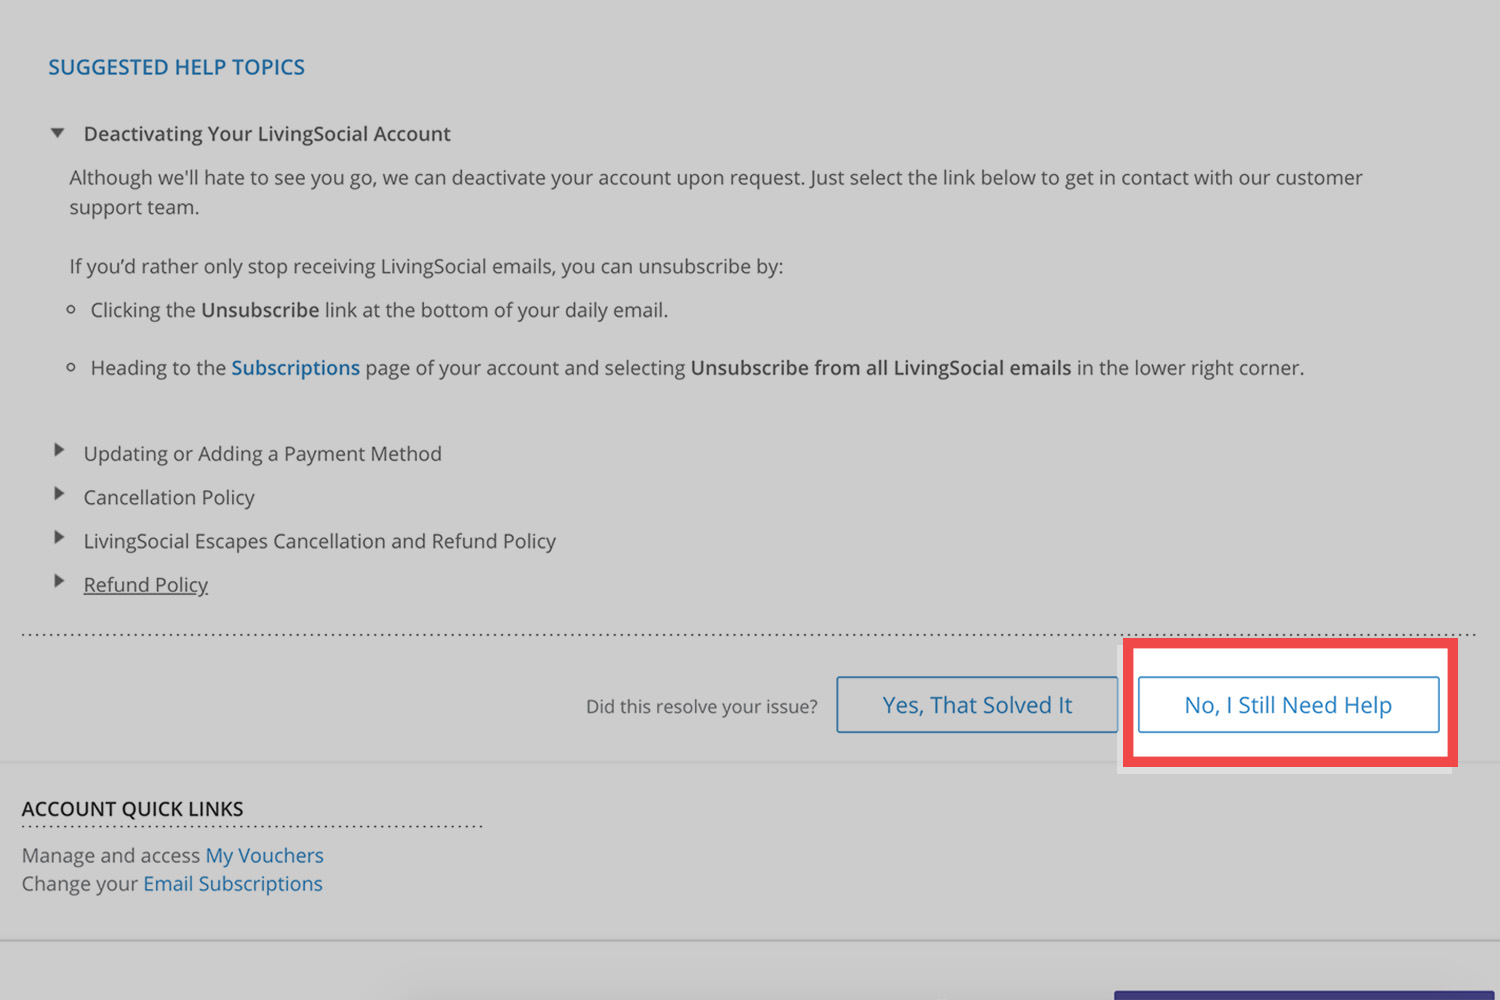 SUGGESTED HELP TOPICS
Deactivating Your LivingSocial Account
Although we'll hate to see you go, we can deactivate your account upon request. Just select the link below to get in contact with our customer
support team.
If you’d rather only stop receiving LivingSocial emails, you can unsubscribe by:
Clicking the Unsubscribe link at the bottom of your daily email.
Heading to the Subscriptions page of your account and selecting Unsubscribe from all LivingSocial emails in the lower right corner.
Updating or Adding a Payment Method
Cancellation Policy
LivingSocial Escapes Cancellation and Refund Policy
Refund Policy
Did this resolve your issue? Yes, That Solved It No, I Still Need Help
ACCOUNT QUICK LINKS
Manage and access My Vouchers
Change your Email Subscriptions